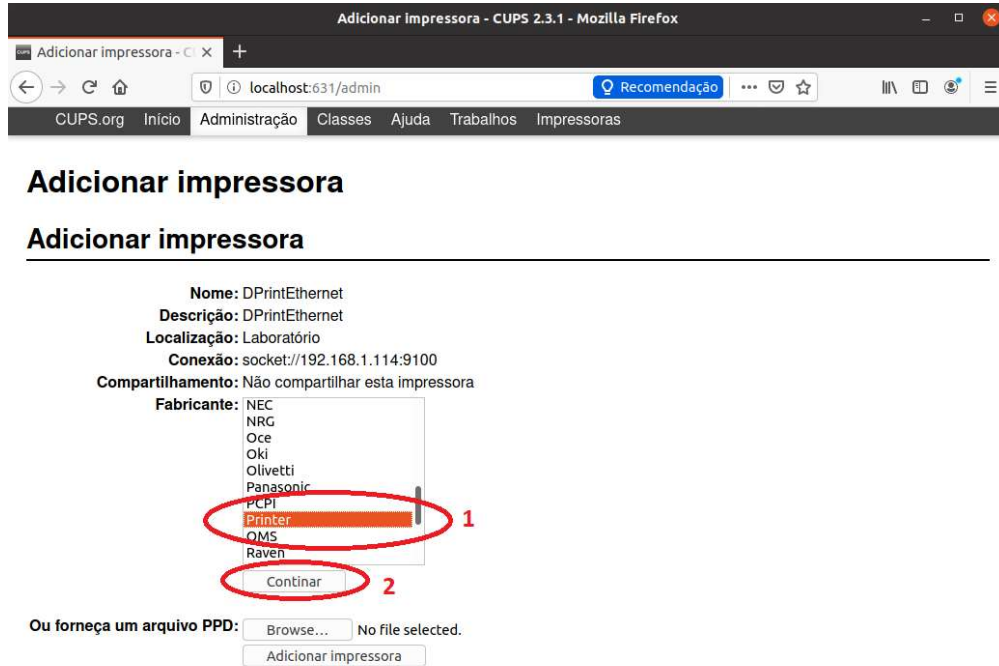 Adicionar impressora - CUPS 2.3.1 - Mozilla Firefox
Adicionar impressora - C
localhost:631/admin
Recomendação
CUPS.org Início Administração Classes Ajuda Trabalhos Impressoras
Adicionar impressora
Adicionar impressora
Nome: DPrintEthernet
Descrição: DPrintEthernet
Localização: Laboratório
Conexão: socket://192.168.1.114:9100
Compartilhamento: Não compartilhar esta impressora
Fabricante: NEC
NRG
Oce
Oki
Olivetti
Panasonic
PCPI
Printer 1
QMS
Raven
Continar 2
Ou forneça um arquivo PPD: Browse... No file selected.
Adicionar impressora